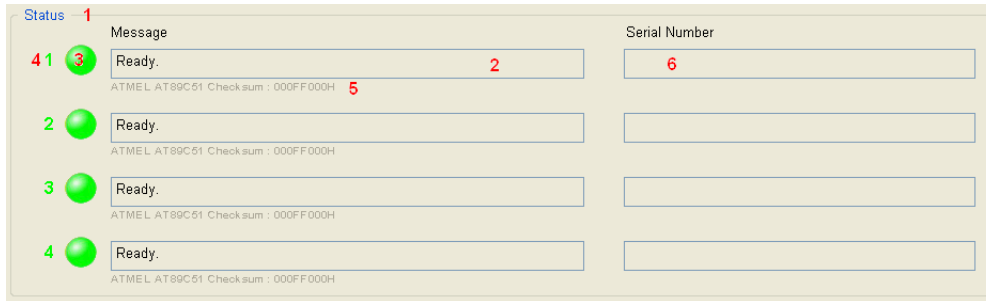 Status 1
Message Serial Number
4 1 3 Ready. 2 6
ATMEL AT89C51 Checksum : 000FF000H 5
2 Ready.
ATMEL AT89C51 Checksum : 000FF000H
3 Ready.
ATMEL AT89C51 Checksum : 000FF000H
4 Ready.
ATMEL AT89C51 Checksum : 000FF000H